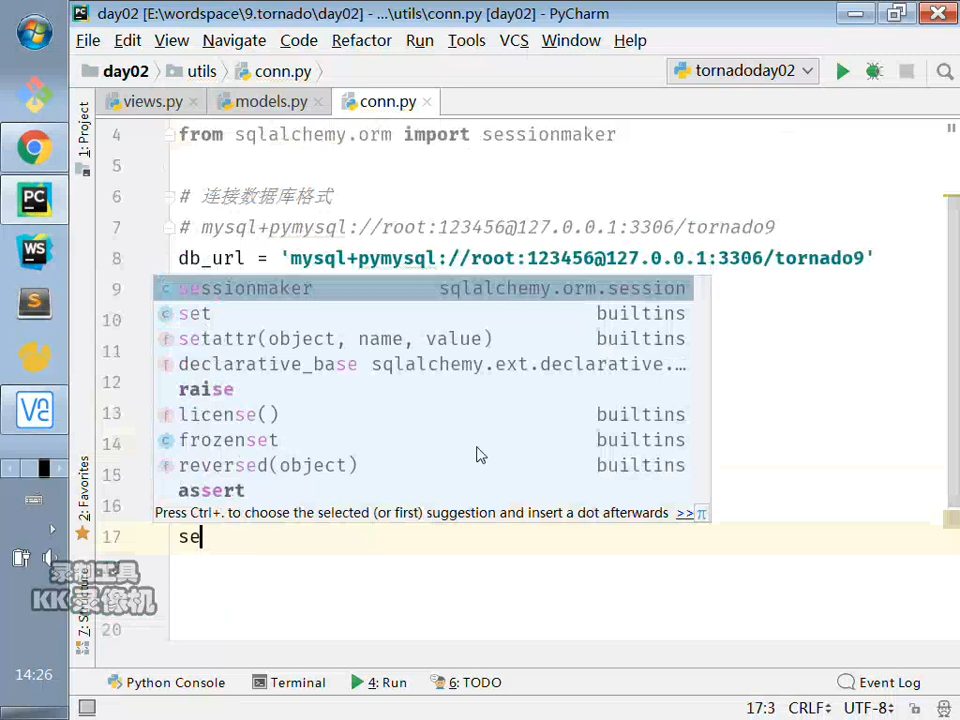 day02 [E:\wordspace\9.tornado\day02] - ...\utils\conn.py [day02] - PyCharm
File Edit View Navigate Code Refactor Run Tools VCS Window Help
day02 utils conn.py tornadoday02
views.py models.py conn.py
1: Project
2: Favorites
7: Structure
4 from sqlalchemy.orm import sessionmaker
5
6 # 连接数据库格式
7 # mysql+pymysql://root:123456@127.0.0.1:3306/tornado9
8 db_url = 'mysql+pymysql://root:123456@127.0.0.1:3306/tornado9'
9 sessionmaker sqlalchemy.orm.session
set builtins
10
setattr(object, name, value) builtins
11
declarative_base sqlalchemy.ext.declarative.…
12
raise
13 license() builtins
14 frozenset builtins
15 reversed(object) builtins
assert
16
Press Ctrl+. to choose the selected (or first) suggestion and insert a dot afterwards >> π
17 se
20
录制工具
KK录像机
14:26
Python Console Terminal 4: Run 6: TODO Event Log
17:3 CRLF UTF-8